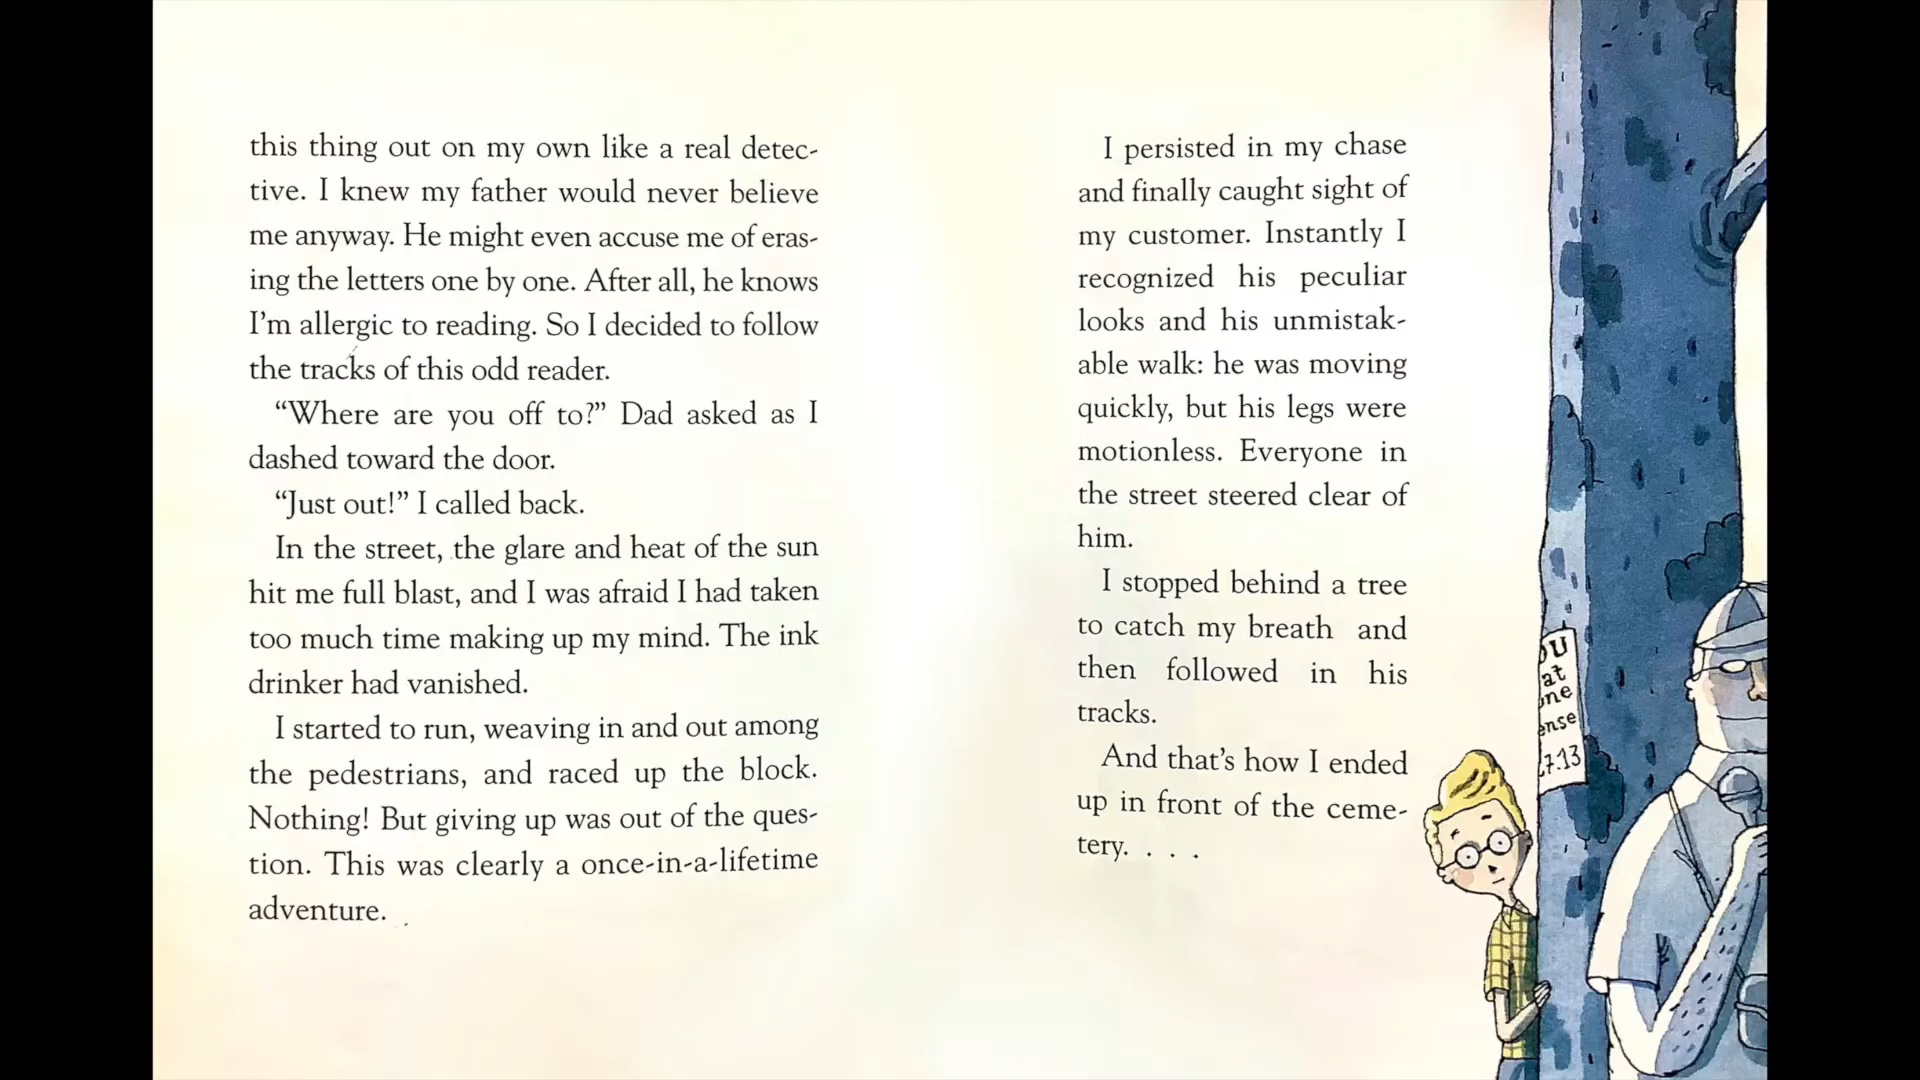 this thing out on my own like a real detec-
tive. I knew my father would never believe
me anyway. He might even accuse me of eras-
ing the letters one by one. After all, he knows
I'm allergic to reading. So I decided to follow
the tracks of this odd reader.
“Where are you off to?” Dad asked as I
dashed toward the door.
“Just out!” I called back.
In the street, the glare and heat of the sun
hit me full blast, and I was afraid I had taken
too much time making up my mind. The ink
drinker had vanished.
I started to run, weaving in and out among
the pedestrians, and raced up the block.
Nothing! But giving up was out of the ques-
tion. This was clearly a once-in-a-lifetime
adventure.
I persisted in my chase
and finally caught sight of
my customer. Instantly I
recognized his peculiar
looks and his unmistak-
able walk: he was moving
quickly, but his legs were
motionless. Everyone in
the street steered clear of
him.
I stopped behind a tree
to catch my breath and
then followed in his
tracks.
And that's how I ended
up in front of the ceme-
tery. . . .
OU
at
ne
ense
7.13